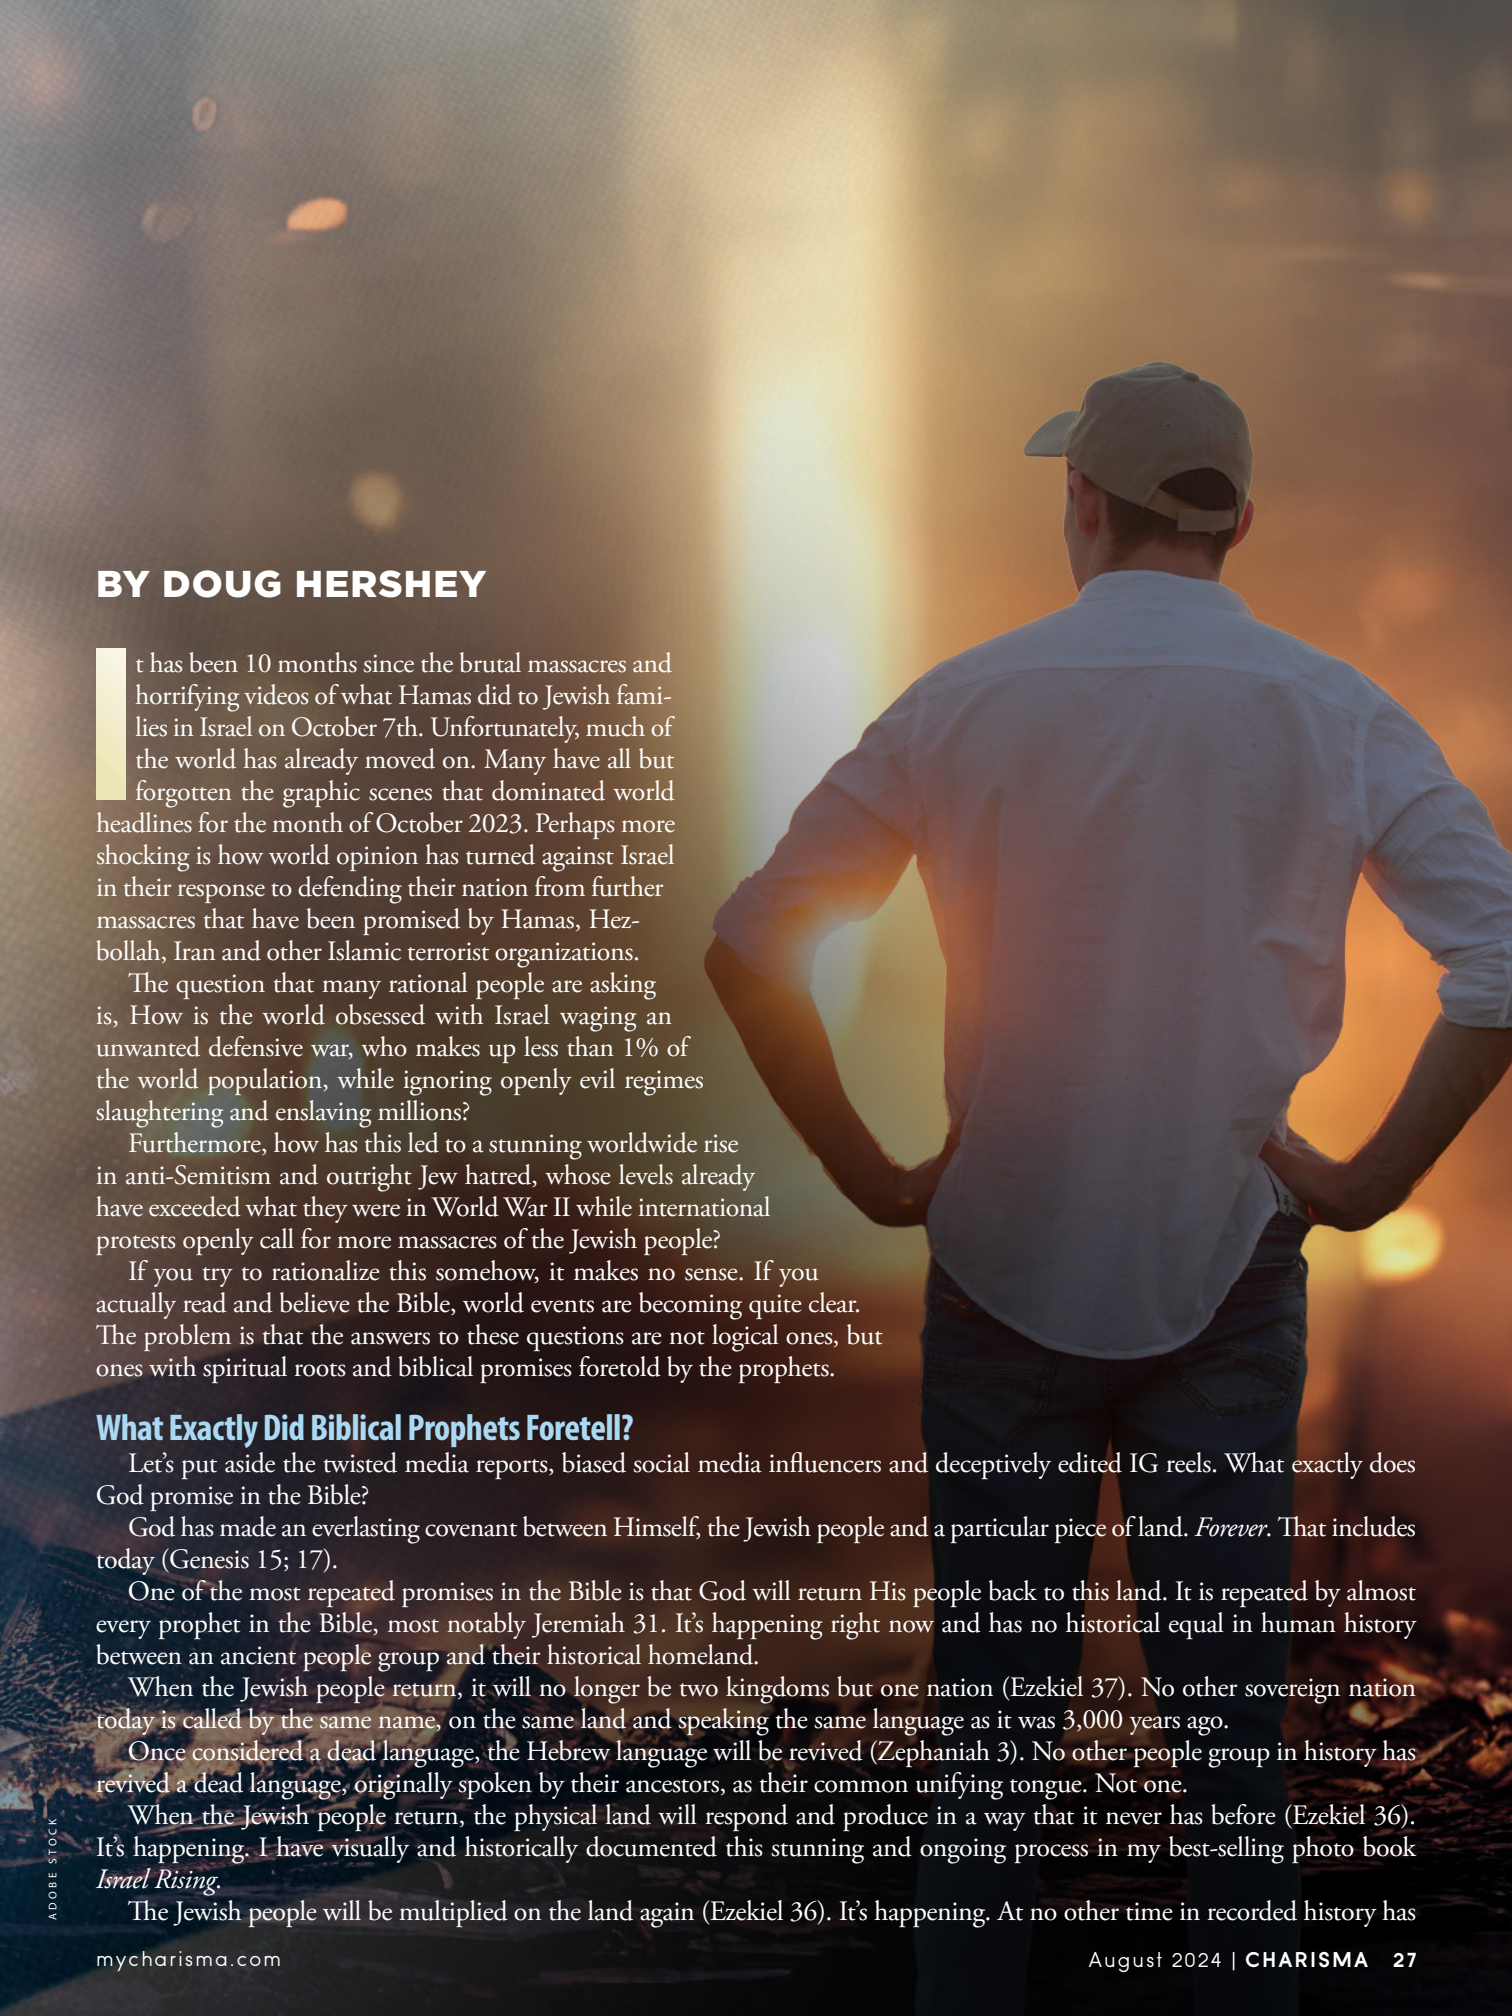 BY DOUG HERSHEY
It has been 10 months since the brutal massacres and
horrifying videos of what Hamas did to Jewish fami-
lies in Israel on October 7th. Unfortunately, much of
the world has already moved on. Many have all but
forgotten the graphic scenes that dominated world
headlines for the month of October 2023. Perhaps more
shocking is how world opinion has turned against Israel
in their response to defending their nation from further
massacres that have been promised by Hamas, Hez-
bollah, Iran and other Islamic terrorist organizations.
The question that many rational people are asking
is, How is the world obsessed with Israel waging an
unwanted defensive war, who makes up less than 1% of
the world population, while ignoring openly evil regimes
slaughtering and enslaving millions?
Furthermore, how has this led to a stunning worldwide rise
in anti-Semitism and outright Jew hatred, whose levels already
have exceeded what they were in World War II while international
protests openly call for more massacres of the Jewish people?
If you try to rationalize this somehow, it makes no sense. If you
actually read and believe the Bible, world events are becoming quite clear.
The problem is that the answers to these questions are not logical ones, but
ones with spiritual roots and biblical promises foretold by the prophets.
What Exactly Did Biblical Prophets Foretell?
Let's put aside the twisted media reports, biased social media influencers and deceptively edited IG reels. What exactly does
God promise in the Bible?
God has made an everlasting covenant between Himself, the Jewish people and a particular piece of land. Forever. That includes
today (Genesis 15; 17).
One of the most repeated promises in the Bible is that God will return His people back to this land. It is repeated by almost
every prophet in the Bible, most notably Jeremiah 31. It's happening right now and has no historical equal in human history
between an ancient people group and their historical homeland.
When the Jewish people return, it will no longer be two kingdoms but one nation (Ezekiel 37). No other sovereign nation
today is called by the same name, on the same land and speaking the same language as it was 3,000 years ago.
Once considered a dead language, the Hebrew language will be revived (Zephaniah 3). No other people group in history has
revived a dead language, originally spoken by their ancestors, as their common unifying tongue. Not one.
When the Jewish people return, the physical land will respond and produce in a way that it never has before (Ezekiel 36).
It's happening. I have visually and historically documented this stunning and ongoing process in my best-selling photo book
Israel Rising.
The Jewish people will be multiplied on the land again (Ezekiel 36). It's happening. At no other time in recorded history has
ADOBE STOCK
mycharisma.com
August 2024 | CHARISMA 27